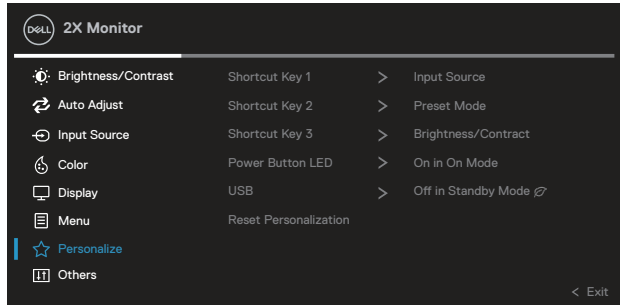 DELL 2X Monitor
Brightness/Contrast Shortcut Key 1 > Input Source
Auto Adjust Shortcut Key 2 > Preset Mode
Input Source Shortcut Key 3 > Brightness/Contract
Color Power Button LED > On in On Mode
Display USB > Off in Standby Mode
Menu Reset Personalization
Personalize
Others
< Exit